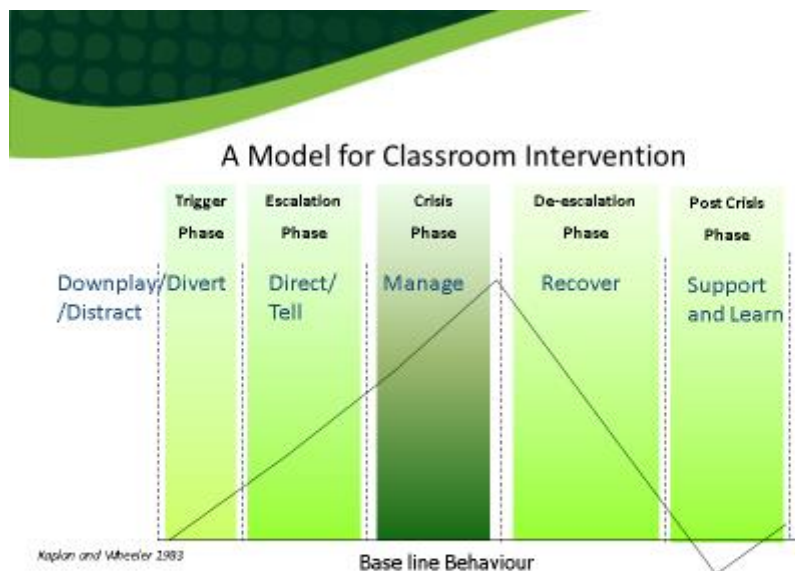 A Model for Classroom Intervention
Trigger
Phase
Escalation
Phase
Crisis
Phase
De-escalation
Phase
Post Crisis
Phase
Downplay/Divert
/Distract
Direct/
Tell
Manage
Recover
Support
and Learn
Kaplan and Wheeler 1983
Base line Behaviour